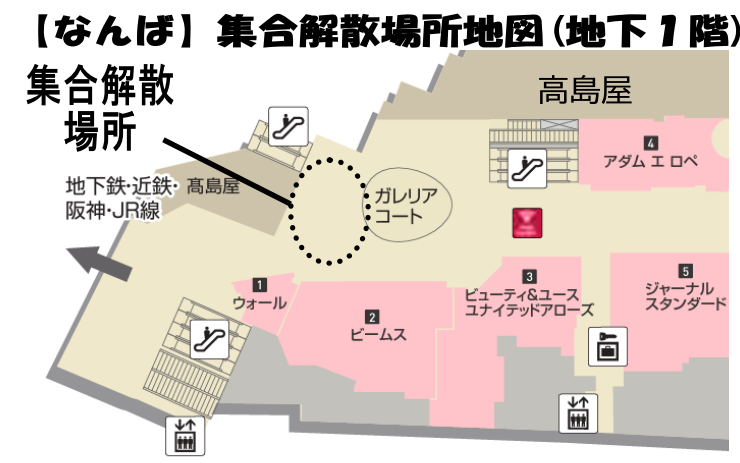 【なんば】集合解散場所地図(地下1階)
集合解散
場所
高島屋
4
アダム エ ロペ
地下鉄・近鉄・
阪神・JR線
髙島屋
ガレリア
コート
1
ウォール
2
ビームス
3
ビューティ&ユース
ユナイテッドアローズ
5
ジャーナル
スタンダード